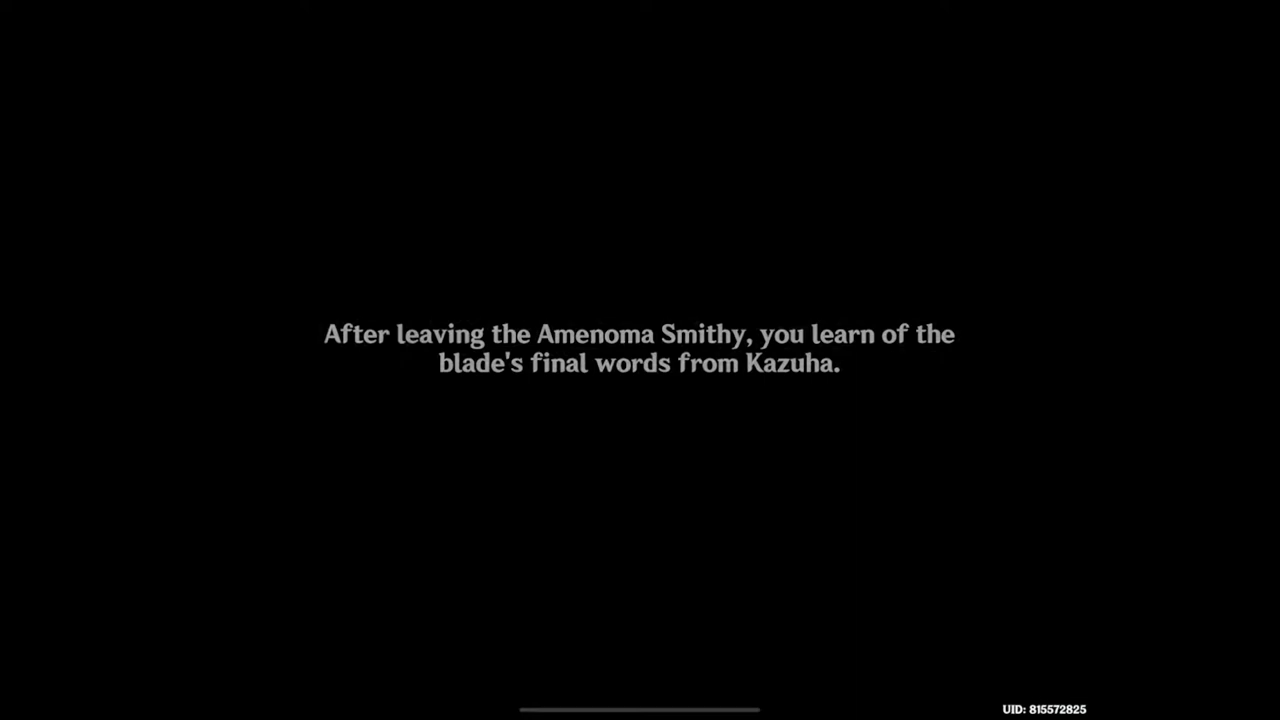 After leaving the Amenoma Smithy, you learn of the
blade's final words from Kazuha.
UID: 815572825